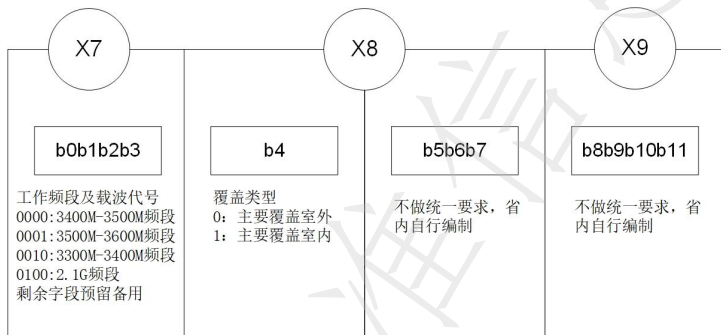 X7
X8
X9
b0b1b2b3
b4
b5b6b7
b8b9b10b11
工作频段及载波代号
0000:3400M-3500M频段
0001:3500M-3600M频段
0010:3300M-3400M频段
0100:2.1G频段
剩余字段预留备用
覆盖类型
0: 主要覆盖室外
1: 主要覆盖室内
不做统一要求，省
内自行编制
不做统一要求，省
内自行编制